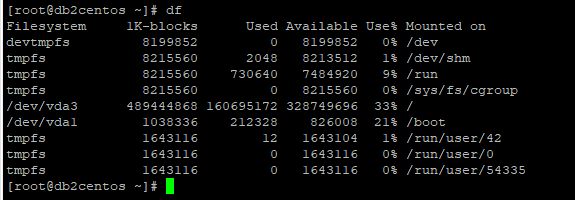 [root@db2centos ~]# df
Filesystem     1K-blocks      Used Available Use% Mounted on
devtmpfs         8199852         0   8199852   0% /dev
tmpfs            8215560      2048   8213512   1% /dev/shm
tmpfs            8215560    730640   7484920   9% /run
tmpfs            8215560         0   8215560   0% /sys/fs/cgroup
/dev/vda3      489444868 160695172 328749696  33% /
/dev/vda1        1038336    212328    826008  21% /boot
tmpfs            1643116        12   1643104   1% /run/user/42
tmpfs            1643116         0   1643116   0% /run/user/0
tmpfs            1643116         0   1643116   0% /run/user/54335
[root@db2centos ~]#